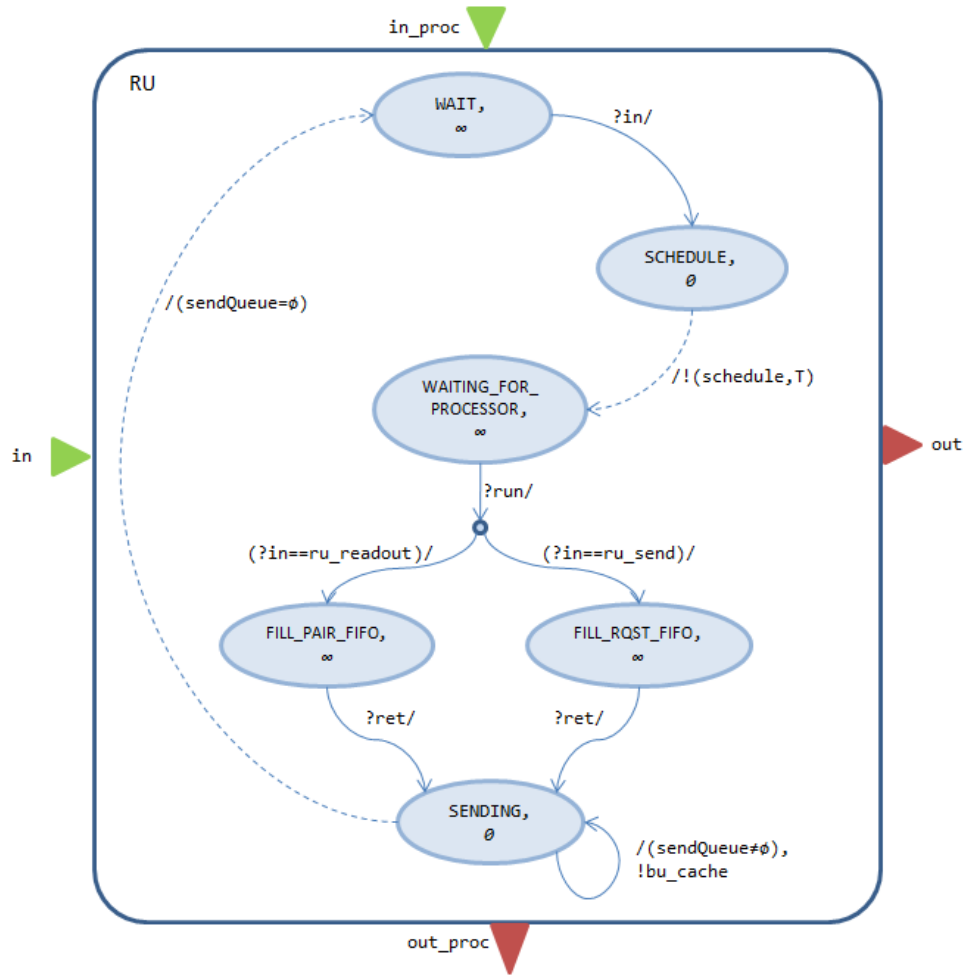 in_proc
RU
WAIT,
∞
?in/
SCHEDULE,
0
/(sendQueue=ϕ)
/!(schedule,T)
WAITING_FOR_
PROCESSOR,
∞
in
out
?run/
(?in==ru_readout)/
(?in==ru_send)/
FILL_PAIR_FIFO,
∞
FILL_RQST_FIFO,
∞
?ret/
?ret/
SENDING,
0
/(sendQueue≠ϕ),
!bu_cache
out_proc